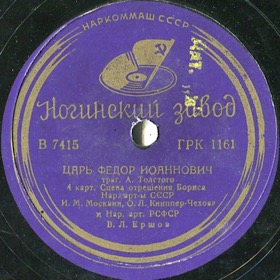 НАРКОММАШ СССР
Ногинский завод
В 7415 ГРК 1161
ЦАРЬ ФЕДОР ИОАННОВИЧ
траг. А. Толстого
4 карт. Сцена отрешения Бориса
Нар. арт-ы СССР
И. М. Москвин, О. Л. Книппер-Чехова
и Нар. арт. РСФСР
В. Л. Ершов